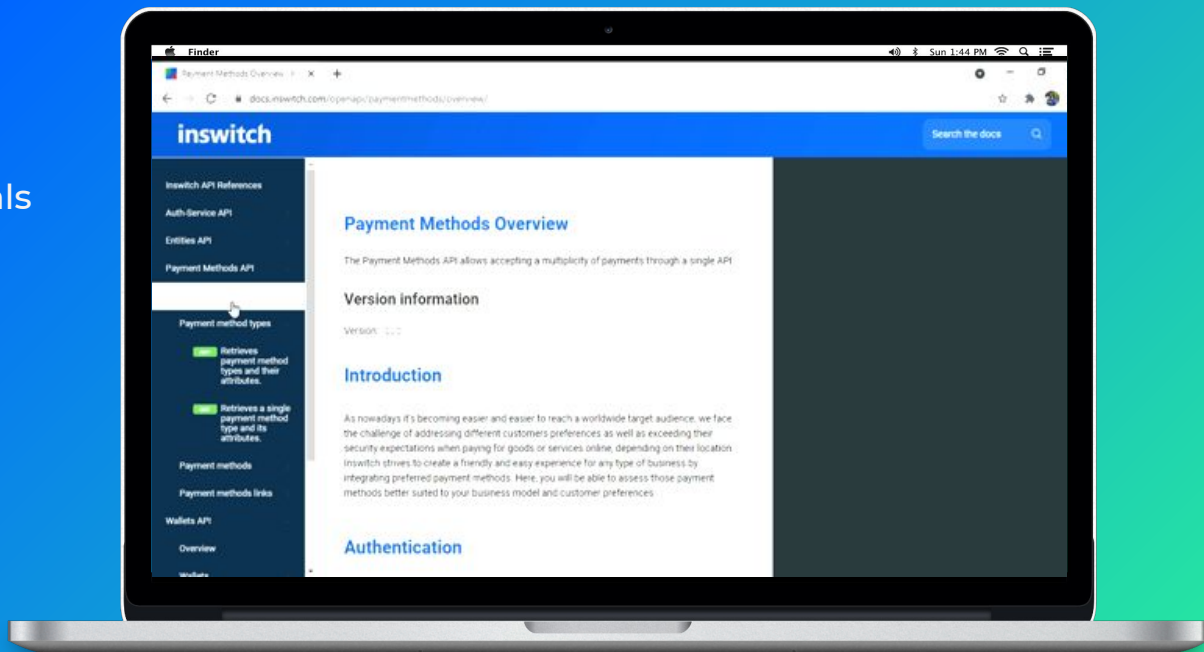 als
Finder
Sun 1:44 PM
Payment Methods Overview
docs.inswitch.com/openapi/paymentmethods/overview/
inswitch
Search the docs
Inswitch API References
Auth-Service API
Entities API
Payment Methods API
Payment method types
Retrieves
payment method
types and their
attributes.
Retrieves a single
payment method
type and its
attributes.
Payment methods
Payment methods links
Wallets API
Overview
Wallets
Payment Methods Overview
The Payment Methods API allows accepting a multiplicity of payments through a single API
Version information
Version:
Introduction
As nowadays it's becoming easier and easier to reach a worldwide target audience, we face
the challenge of addressing different customers preferences as well as exceeding their
security expectations when paying for goods or services online, depending on their location
Inswitch strives to create a friendly and easy experience for any type of business by
integrating preferred payment methods. Here, you will be able to assess those payment
methods better suited to your business model and customer preferences
Authentication